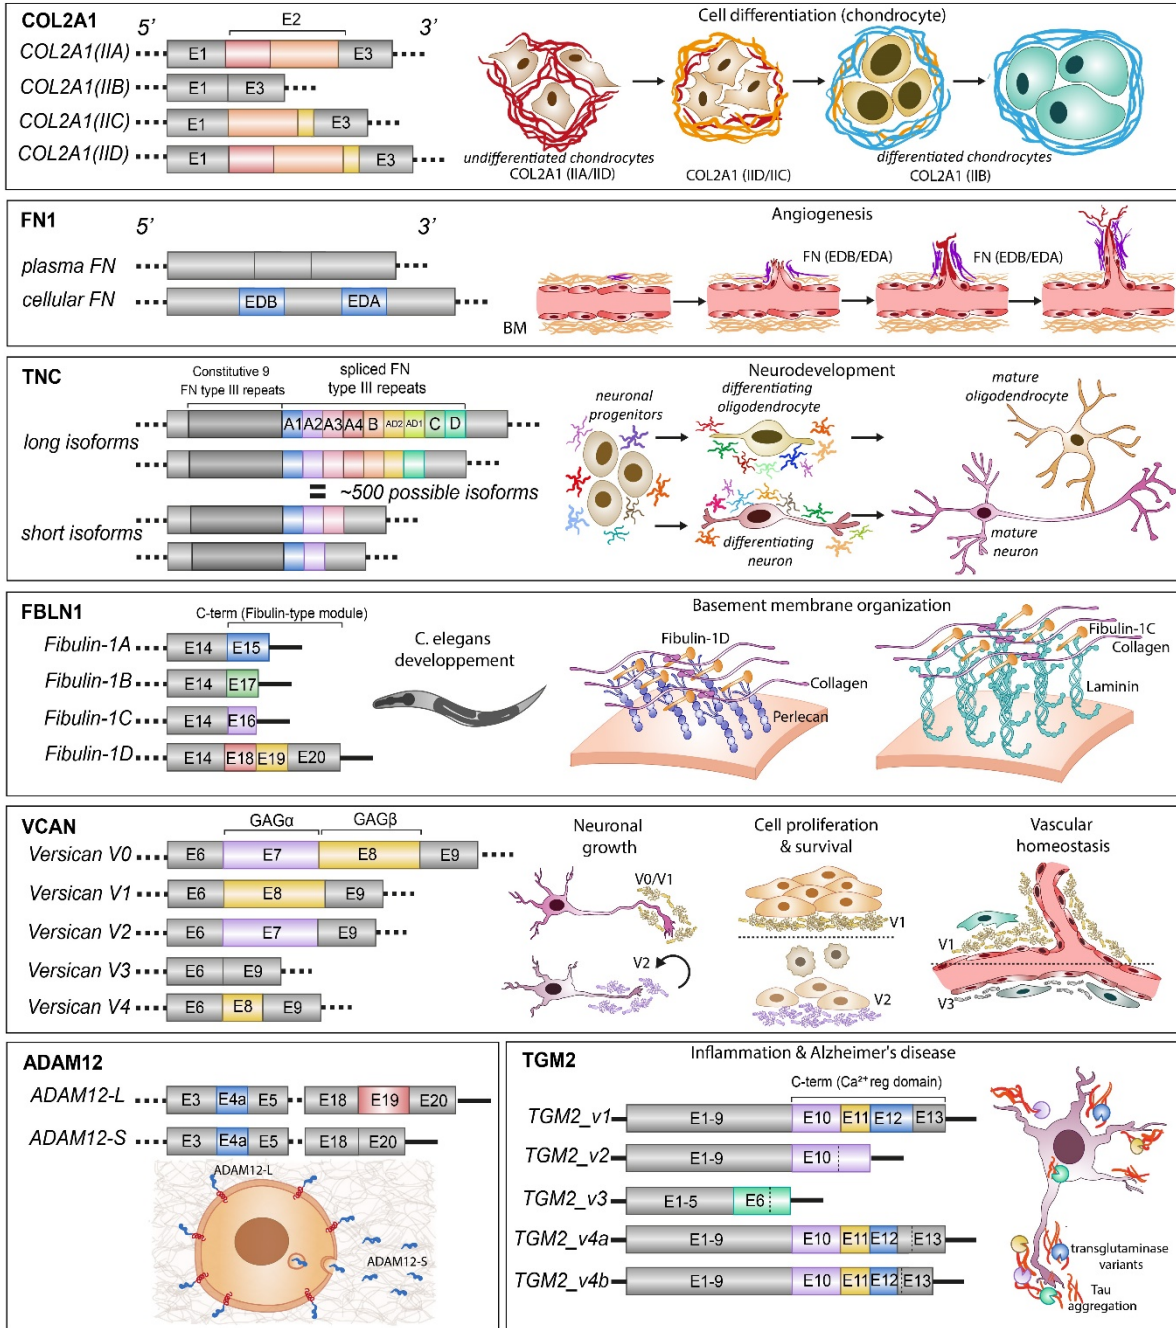 COL2A1
5’
E2
3’
Cell differentiation (chondrocyte)
COL2A1(IIA)
E1
E3
COL2A1(IIB)
E1
E3
COL2A1(IIC)
E1
E3
COL2A1(IID)
E1
E3
undifferentiated chondrocytes
COL2A1 (IIA/IID)
COL2A1 (IID/IIC)
differentiated chondrocytes
COL2A1 (IIB)
FN1
5’
3’
Angiogenesis
plasma FN
cellular FN
EDB
EDA
FN (EDB/EDA)
FN (EDB/EDA)
BM
TNC
Constitutive 9
FN type III repeats
spliced FN
type III repeats
Neurodevelopment
long isoforms
A1 A2 A3 A4 B AD2 AD1 C D
= ~500 possible isoforms
short isoforms
neuronal
progenitors
differentiating
oligodendrocyte
differentiating
neuron
mature
oligodendrocyte
mature
neuron
FBLN1
C-term (Fibulin-type module)
Basement membrane organization
Fibulin-1A
E14 E15
Fibulin-1B
E14 E17
Fibulin-1C
E14 E16
Fibulin-1D
E14 E18 E19 E20
C. elegans
developpement
Fibulin-1D
Collagen
Perlecan
Fibulin-1C
Collagen
Laminin
VCAN
GAGα
GAGβ
Versican V0
E6 E7 E8 E9
Versican V1
E6 E8 E9
Versican V2
E6 E7 E9
Versican V3
E6 E9
Versican V4
E6 E8 E9
Neuronal
growth
V0/V1
V2
Cell proliferation
& survival
V1
V2
Vascular
homeostasis
V1
V3
ADAM12
ADAM12-L
E3 E4a E5 E18 E19 E20
ADAM12-S
E3 E4a E5 E18 E20
ADAM12-L
ADAM12-S
TGM2
Inflammation & Alzheimer's disease
C-term (Ca²⁺ reg domain)
TGM2_v1
E1-9 E10 E11 E12 E13
TGM2_v2
E1-9 E10
TGM2_v3
E1-5 E6
TGM2_v4a
E1-9 E10 E11 E12 E13
TGM2_v4b
E1-9 E10 E11 E12 E13
transglutaminase
variants
Tau
aggregation